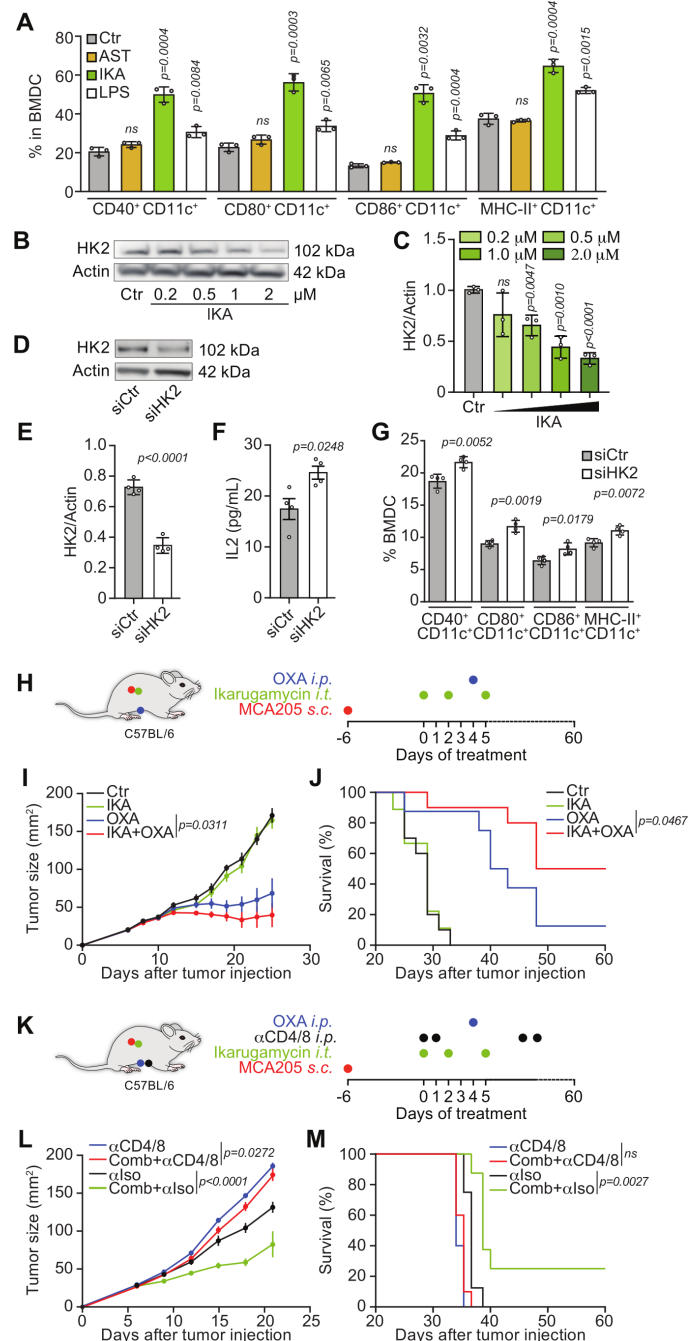 A
Ctr
AST
IKA
LPS
% in BMDC
80
60
40
20
0
ns
p=0.0004
p=0.0084
ns
p=0.0003
p=0.0065
ns
p=0.0032
p=0.0004
ns
p=0.0004
p=0.0015
CD40⁺ CD11c⁺
CD80⁺ CD11c⁺
CD86⁺ CD11c⁺
MHC-II⁺ CD11c⁺
B
HK2
102 kDa
Actin
42 kDa
Ctr 0.2 0.5 1 2 μM
IKA
C
0.2 μM
0.5 μM
1.0 μM
2.0 μM
HK2/Actin
1.5
1.0
0.5
0.0
ns
p=0.0047
p=0.0010
p<0.0001
Ctr
IKA
D
HK2
102 kDa
Actin
42 kDa
siCtr
siHK2
E
p<0.0001
HK2/Actin
1.0
0.8
0.6
0.4
0.2
0
siCtr
siHK2
F
p=0.0248
IL2 (pg/mL)
30
20
10
0
siCtr
siHK2
G
siCtr
siHK2
% BMDC
25
20
15
10
5
0
p=0.0052
p=0.0019
p=0.0179
p=0.0072
CD40⁺ CD80⁺ CD86⁺ MHC-II⁺
CD11c⁺ CD11c⁺ CD11c⁺ CD11c⁺
H
C57BL/6
OXA i.p.
Ikarugamycin i.t.
MCA205 s.c.
-6 0 1 2 3 4 5 60
Days of treatment
I
Ctr
IKA
OXA
IKA+OXA
p=0.0311
Tumor size (mm²)
200
150
100
50
0
0 10 20 30
Days after tumor injection
J
Ctr
IKA
OXA
IKA+OXA
p=0.0467
Survival (%)
100
80
60
40
20
0
20 30 40 50 60
Days after tumor injection
K
C57BL/6
OXA i.p.
αCD4/8 i.p.
Ikarugamycin i.t.
MCA205 s.c.
-6 0 1 2 3 4 5 60
Days of treatment
L
αCD4/8
Comb+αCD4/8
p=0.0272
αIso
Comb+αIso
p<0.0001
Tumor size (mm²)
200
150
100
50
0
0 5 10 15 20 25
Days after tumor injection
M
αCD4/8
Comb+αCD4/8
ns
αIso
Comb+αIso
p=0.0027
Survival (%)
100
80
60
40
20
0
20 30 40 50 60
Days after tumor injection